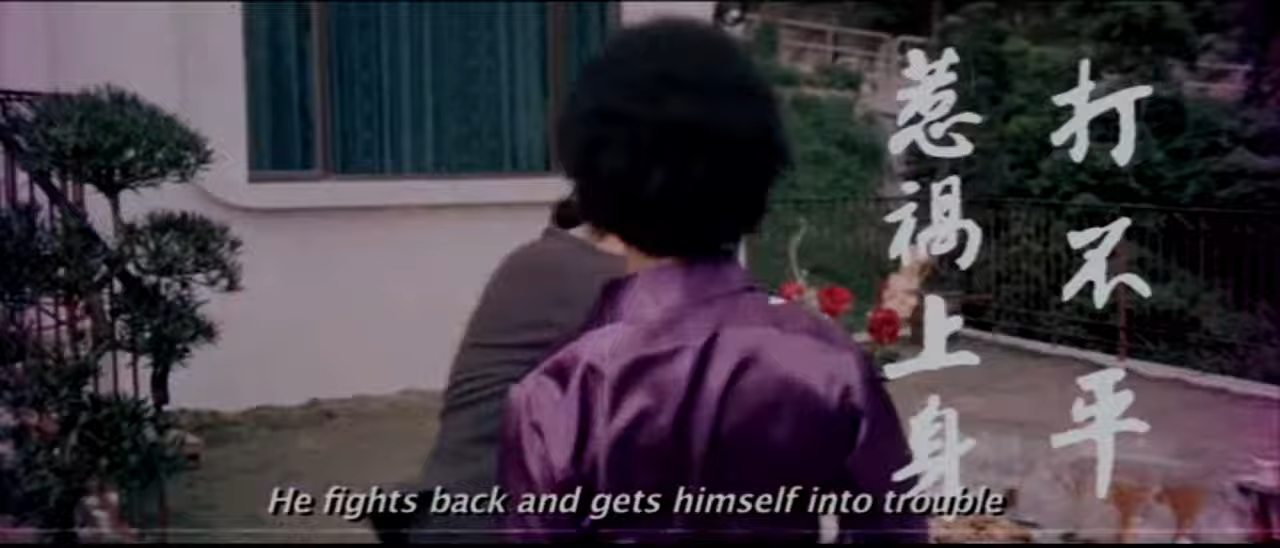 打不平
惹禍上身
He fights back and gets himself into trouble